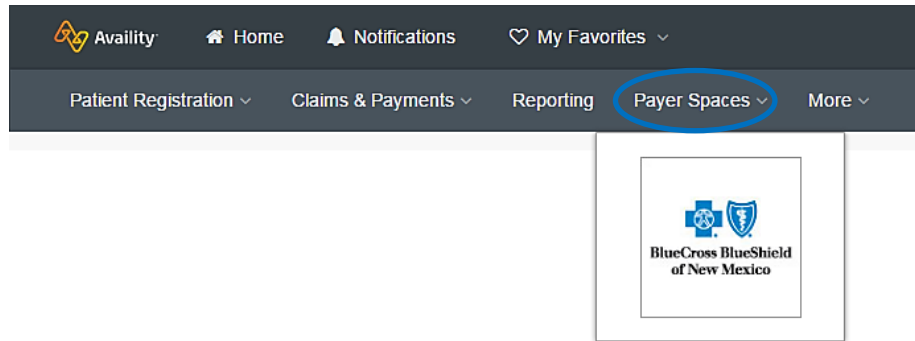 Availity Home Notifications My Favorites
Patient Registration Claims & Payments Reporting Payer Spaces More
BlueCross BlueShield
of New Mexico